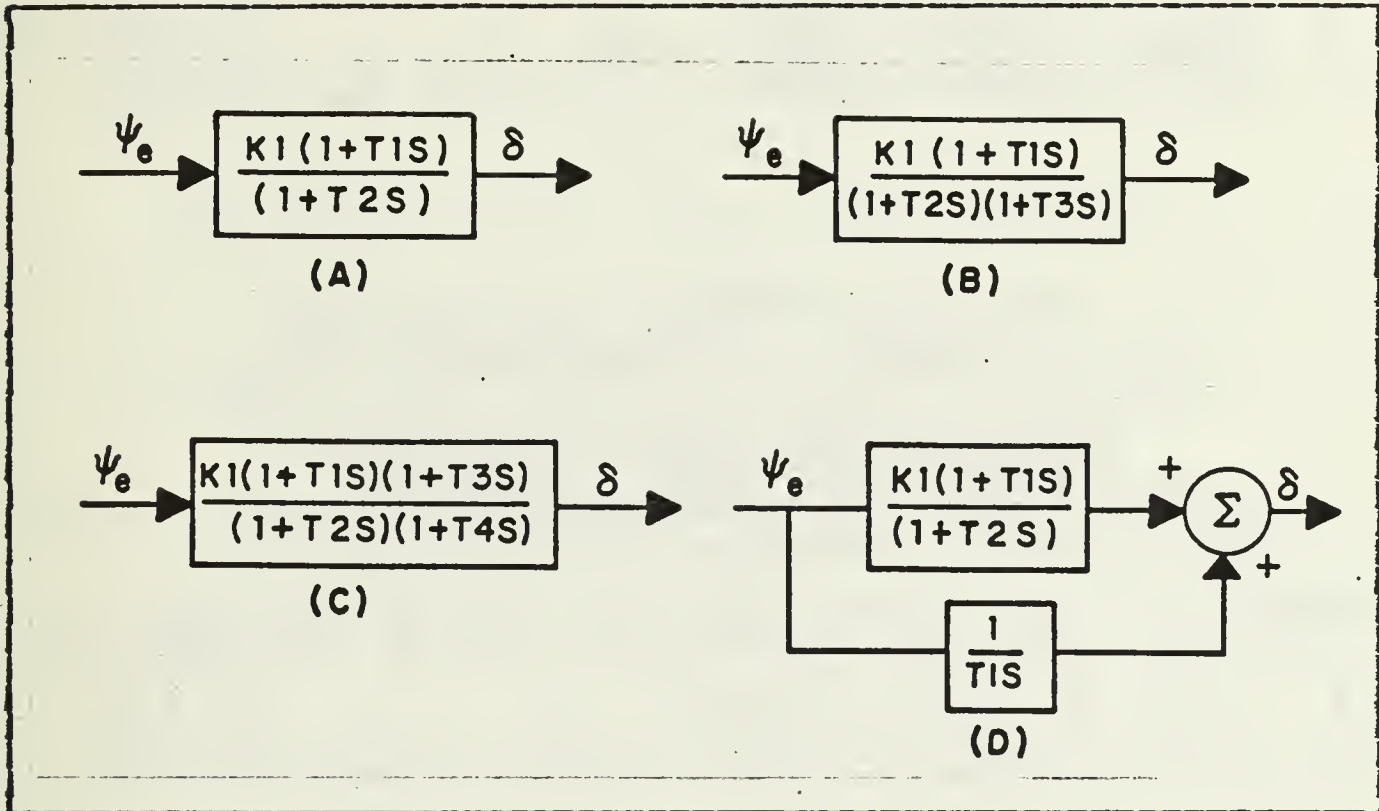 ψe
K1(1+T1S)
(1+T2S)
δ
(A)
ψe
K1(1+T1S)
(1+T2S)(1+T3S)
δ
(B)
ψe
K1(1+T1S)(1+T3S)
(1+T2S)(1+T4S)
δ
(C)
ψe
K1(1+T1S)
(1+T2S)
+
Σ
δ
+
1
T1S
(D)